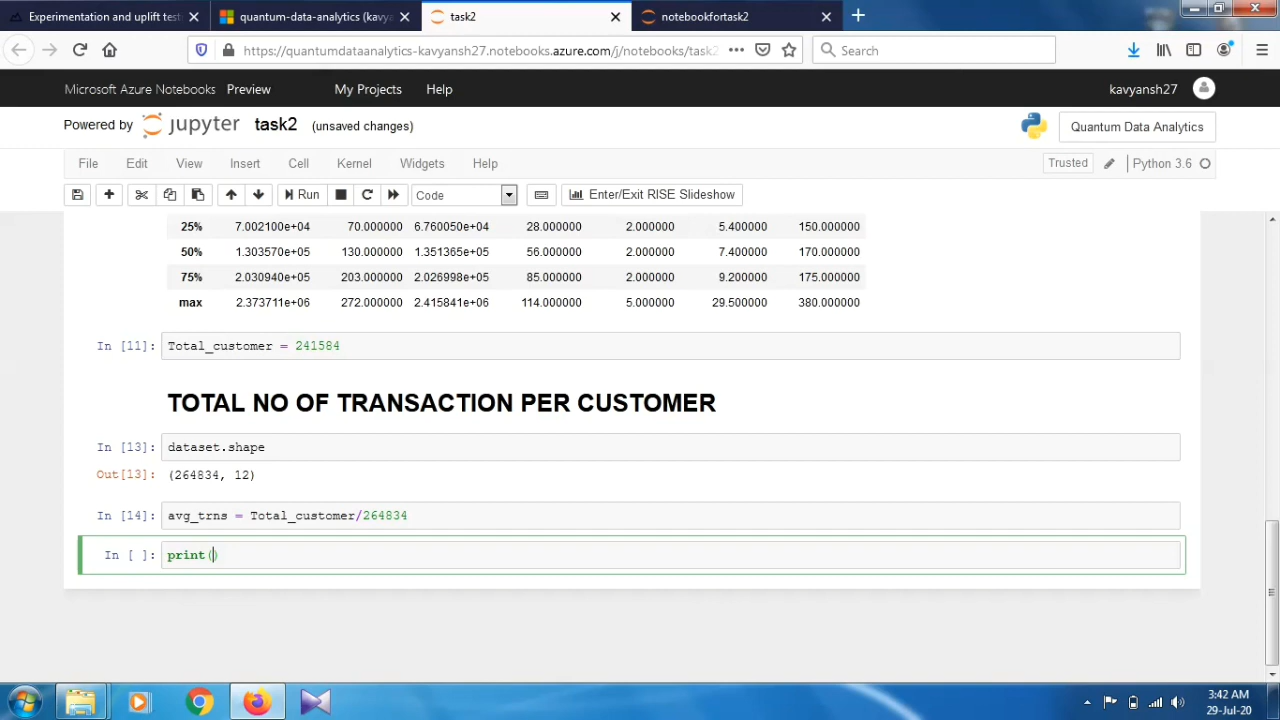 Experimentation and uplift test
quantum-data-analytics (kavya
task2
notebookfortask2
https://quantumdataanalytics-kavyansh27.notebooks.azure.com/j/notebooks/task2
Search
Microsoft Azure Notebooks Preview My Projects Help kavyansh27
Powered by jupyter task2 (unsaved changes) Quantum Data Analytics
File Edit View Insert Cell Kernel Widgets Help Trusted Python 3.6
Run Code Enter/Exit RISE Slideshow
25% 7.002100e+04 70.000000 6.760050e+04 28.000000 2.000000 5.400000 150.000000
50% 1.303570e+05 130.000000 1.351365e+05 56.000000 2.000000 7.400000 170.000000
75% 2.030940e+05 203.000000 2.026998e+05 85.000000 2.000000 9.200000 175.000000
max 2.373711e+06 272.000000 2.415841e+06 114.000000 5.000000 29.500000 380.000000
In [11]: Total_customer = 241584
TOTAL NO OF TRANSACTION PER CUSTOMER
In [13]: dataset.shape
Out[13]: (264834, 12)
In [14]: avg_trns = Total_customer/264834
In [ ]: print()
3:42 AM
29-Jul-20